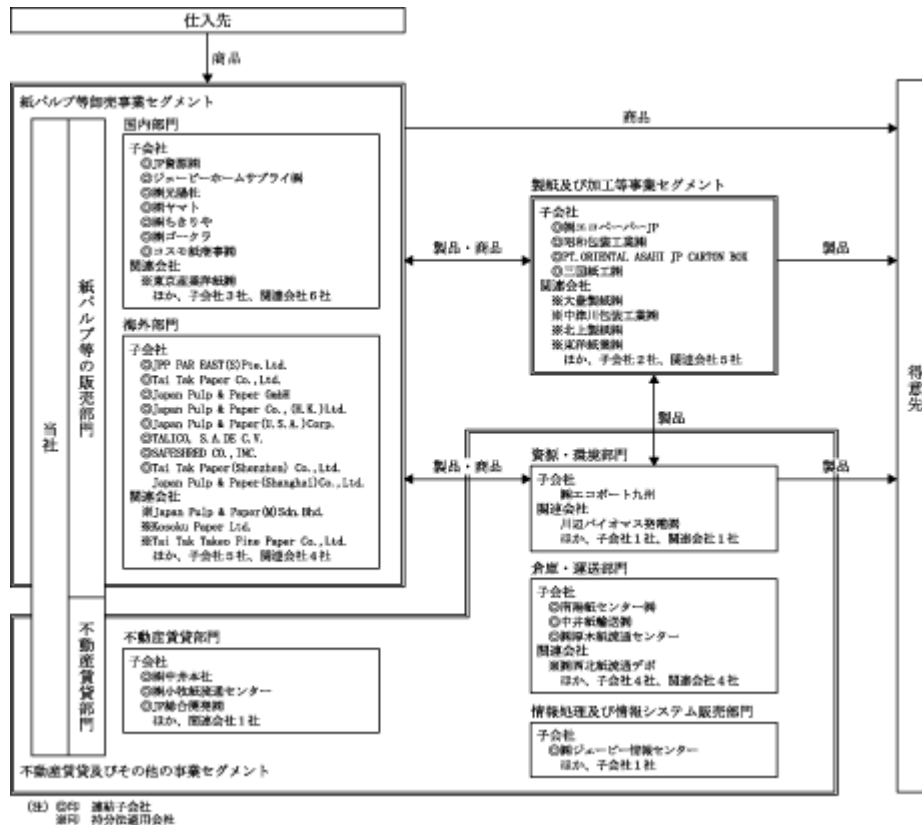 仕入先
商品
紙パルプ等卸売事業セグメント
当社
紙パルプ等の販売部門
国内部門
子会社
◎JP資源㈱
◎ジェーピーホームサプライ㈱
◎㈱光陽社
◎㈱ヤマト
◎㈱ちきりや
◎㈱ゴークラ
◎コスモ紙商事㈱
関連会社
※東京産業洋紙㈱
ほか、子会社3社、関連会社6社
海外部門
子会社
◎JPP FAR EAST(S)Pte.Ltd.
◎Tai Tak Paper Co.,Ltd.
◎Japan Pulp & Paper GmbH
◎Japan Pulp & Paper Co.,(H.K.)Ltd.
◎Japan Pulp & Paper(U.S.A.)Corp.
◎TALICO, S.A.DE C.V.
◎SAFESHRED CO.,INC.
◎Tai Tak Paper(Shenzhen) Co.,Ltd.
Japan Pulp & Paper(Shanghai)Co.,Ltd.
関連会社
※Japan Pulp & Paper(M)Sdn.Bhd.
※Kosoku Paper Ltd.
※Tai Tak Takeo Fine Paper Co.,Ltd.
ほか、子会社5社、関連会社4社
不動産賃貸部門
不動産賃貸部門
子会社
◎㈱中井本社
◎㈱小牧紙流通センター
◎JP総合開発㈱
ほか、関連会社1社
不動産賃貸及びその他の事業セグメント
商品
製品・商品
製品・商品
製紙及び加工等事業セグメント
子会社
◎㈱エコペーパーJP
◎昭和包装工業㈱
◎PT.ORIENTAL ASAHI JP CARTON BOX
◎三国紙工㈱
関連会社
※大豊製紙㈱
※中津川包装工業㈱
※北上製紙㈱
※東洋紙業㈱
ほか、子会社2社、関連会社5社
製品
製品
資源・環境部門
子会社
㈱エコポート九州
関連会社
川辺バイオマス発電㈱
ほか、子会社1社、関連会社1社
製品
倉庫・運送部門
子会社
◎南陽紙センター㈱
◎中井紙輸送㈱
◎㈱厚木紙流通センター
関連会社
※㈱西北紙流通デポ
ほか、子会社4社、関連会社4社
情報処理及び情報システム販売部門
子会社
◎㈱ジェーピー情報センター
ほか、子会社1社
得意先
(注) ◎印 連結子会社
※印 持分法適用会社